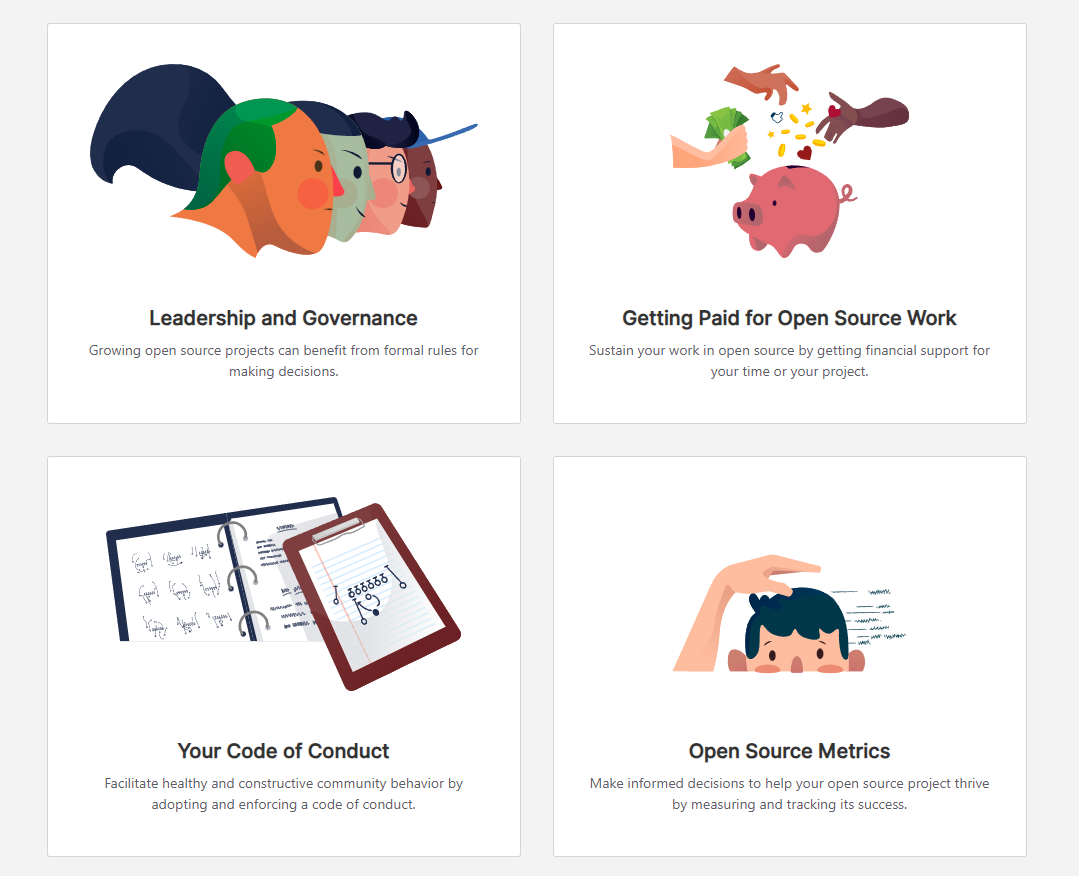 Leadership and Governance
Growing open source projects can benefit from formal rules for
making decisions.
Getting Paid for Open Source Work
Sustain your work in open source by getting financial support for
your time or your project.
Your Code of Conduct
Facilitate healthy and constructive community behavior by
adopting and enforcing a code of conduct.
Open Source Metrics
Make informed decisions to help your open source project thrive
by measuring and tracking its success.